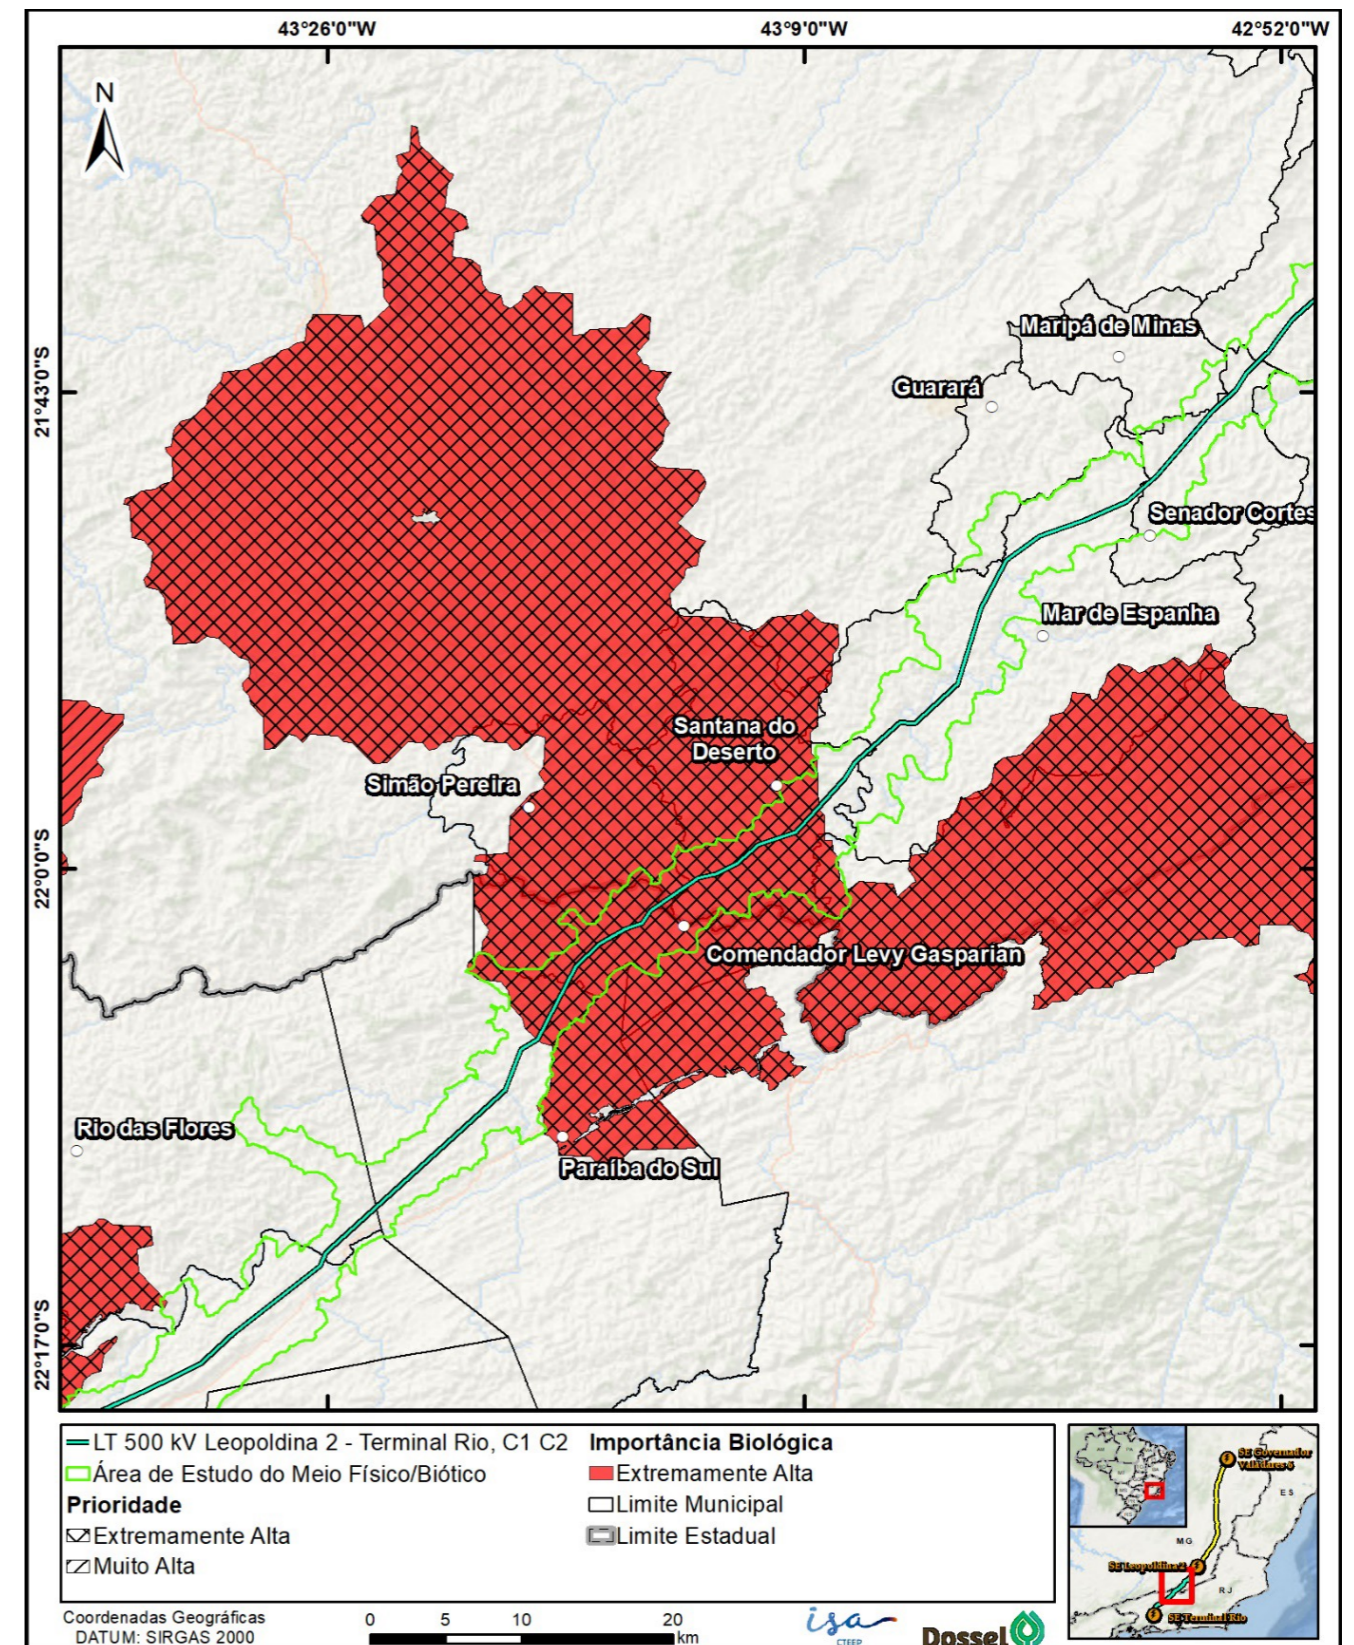 43°26'0"W
43°9'0"W
42°52'0"W
N
21°43'0"S
22°0'0"S
22°17'0"S
Maripá de Minas
Guarará
Senador Cortes
Mar de Espanha
Santana do
Deserto
Simão Pereira
Comendador Levy Gasparian
Rio das Flores
Paraíba do Sul
LT 500 kV Leopoldina 2 - Terminal Rio, C1 C2
Área de Estudo do Meio Físico/Biótico
Prioridade
Extremamente Alta
Muito Alta
Importância Biológica
Extremamente Alta
Limite Municipal
Limite Estadual
SE Governador
Valadares 6
ES
MG
SE Leopoldina 2
RJ
SE Terminal Rio
Coordenadas Geográficas
DATUM: SIRGAS 2000
0 5 10 20
km
isa
CTEEP
Dossel